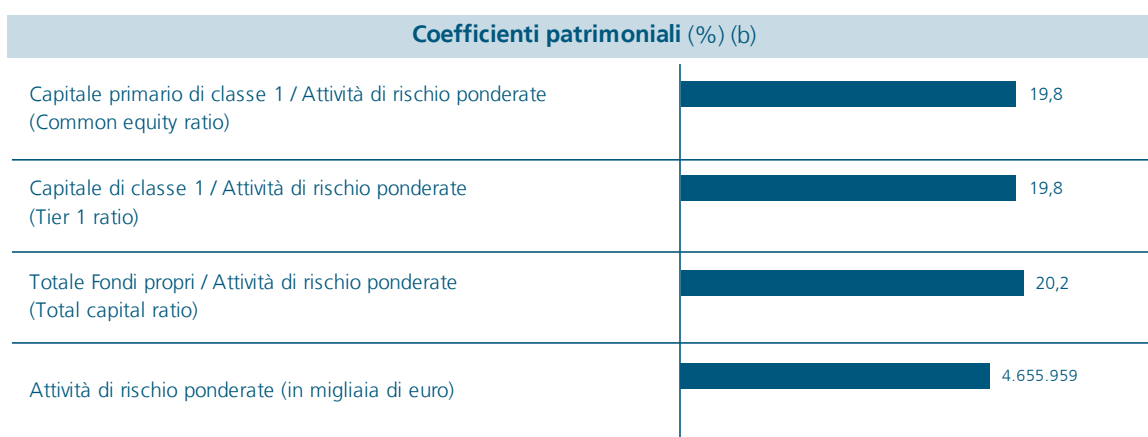 Coefficienti patrimoniali (%) (b)
Capitale primario di classe 1 / Attività di rischio ponderate
(Common equity ratio)
19,8
Capitale di classe 1 / Attività di rischio ponderate
(Tier 1 ratio)
19,8
Totale Fondi propri / Attività di rischio ponderate
(Total capital ratio)
20,2
Attività di rischio ponderate (in migliaia di euro)
4.655.959